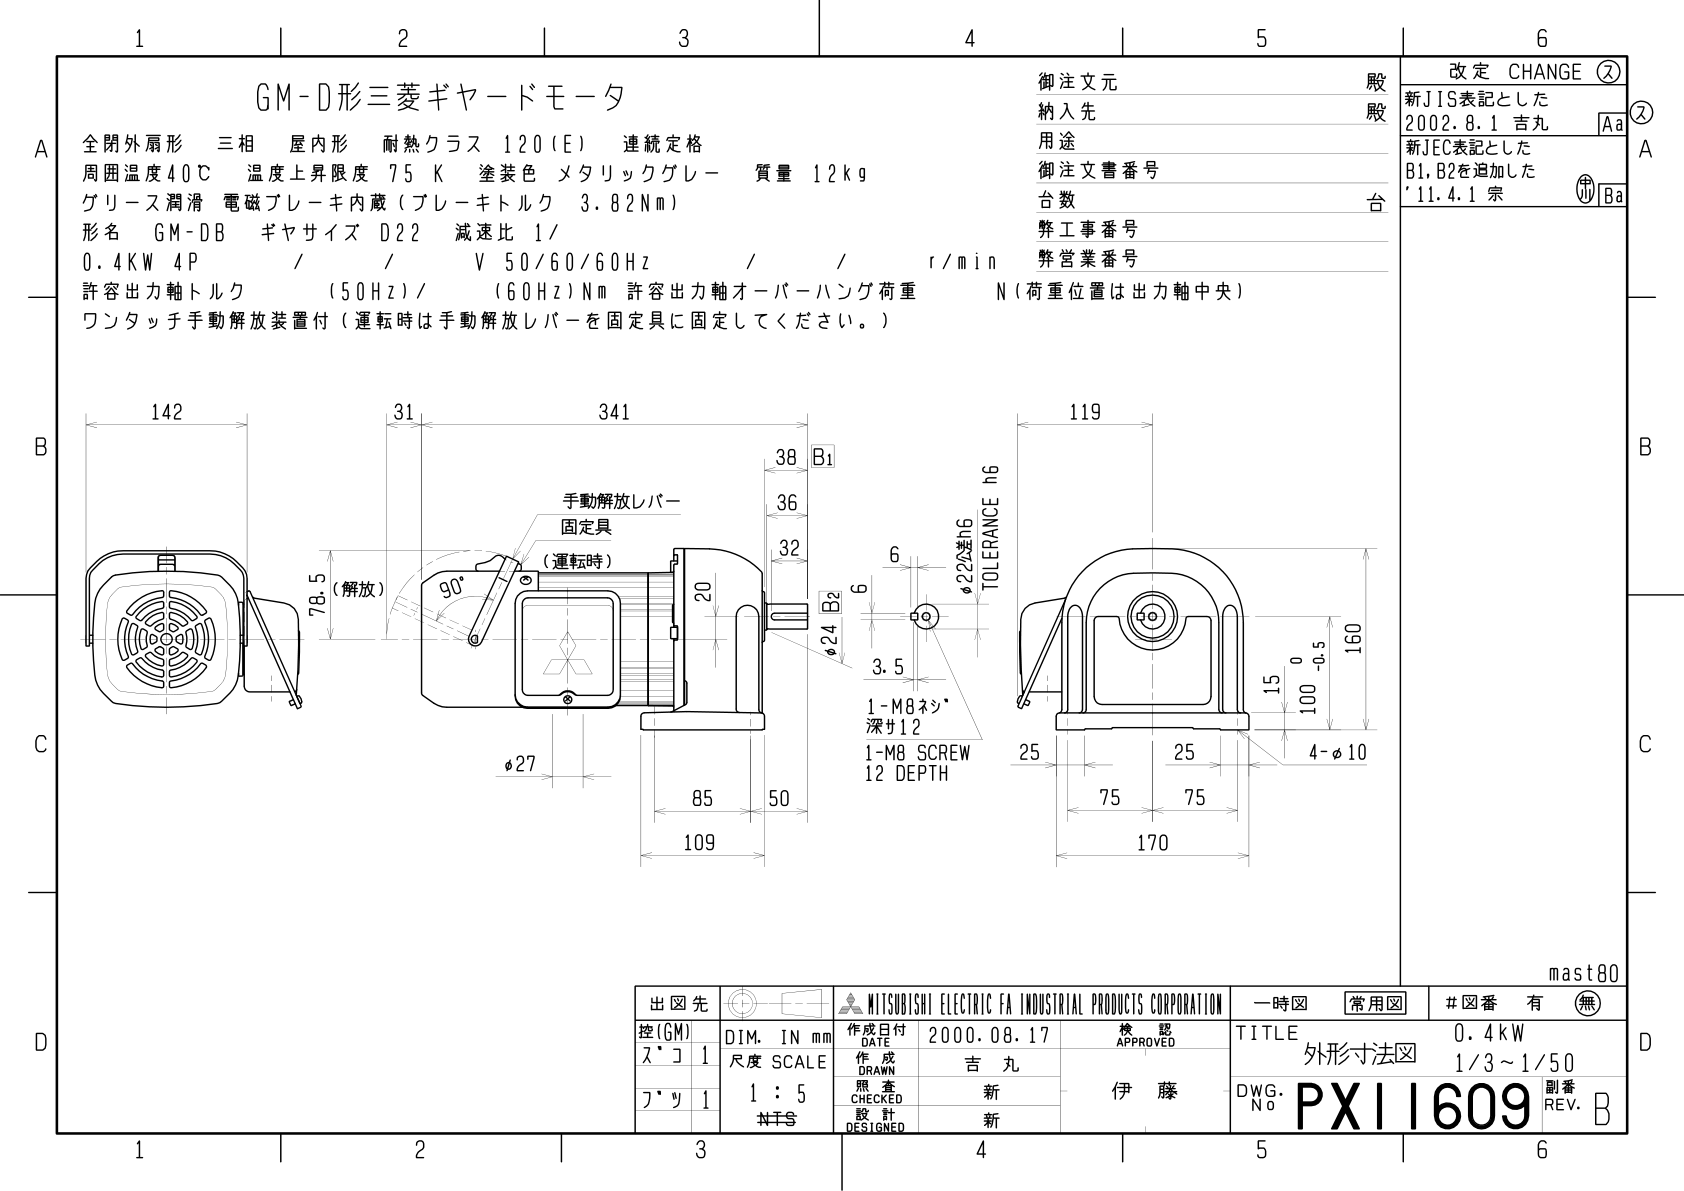 1 2 3 4 5 6
A
B
C
D
GM-D形三菱ギヤードモータ
全閉外扇形 三相 屋内形 耐熱クラス 120(E) 連続定格
周囲温度40℃ 温度上昇限度 75 K 塗装色 メタリックグレー 質量 12kg
グリース潤滑 電磁ブレーキ内蔵(ブレーキトルク 3.82Nm)
形名 GM-DB ギヤサイズ D22 減速比 1/
0.4KW 4P / / V 50/60/60Hz / / r/min
許容出力軸トルク (50Hz)/ (60Hz)Nm 許容出力軸オーバーハング荷重 N(荷重位置は出力軸中央)
ワンタッチ手動解放装置付(運転時は手動解放レバーを固定具に固定してください。)
御注文元 殿
納入先 殿
用途
御注文書番号
台数 台
弊工事番号
弊営業番号
改定 CHANGE ス
新JIS表記とした
2002.8.1 吉丸 Aa
ス
新JEC表記とした
B1,B2を追加した
'11.4.1 宗 Ba
A
B
C
D
142
31
341
38 B1
36
32
手動解放レバー
固定具
(運転時)
90°
78.5
(解放)
20
B2
φ24
φ27
85
50
109
6
6
3.5
φ22公差h6
TOLERANCE h6
1-M8ネジ
深サ12
1-M8 SCREW
12 DEPTH
119
160
15
100 0 -0.5
25
25
4-φ10
75
75
170
mast80
出図先
控(GM)
ズコ 1
ブツ 1
DIM. IN mm
尺度 SCALE
1 : 5
NTS
MITSUBISHI ELECTRIC FA INDUSTRIAL PRODUCTS CORPORATION
作成日付
DATE
2000.08.17
検 認
APPROVED
作 成
DRAWN
吉 丸
照 査
CHECKED
新
伊 藤
設 計
DESIGNED
新
一時図 常用図 #図番 有 無
TITLE
外形寸法図
0.4kW
1/3~1/50
DWG.
No
PX11609
副番
REV.
B
1 2 3 4 5 6